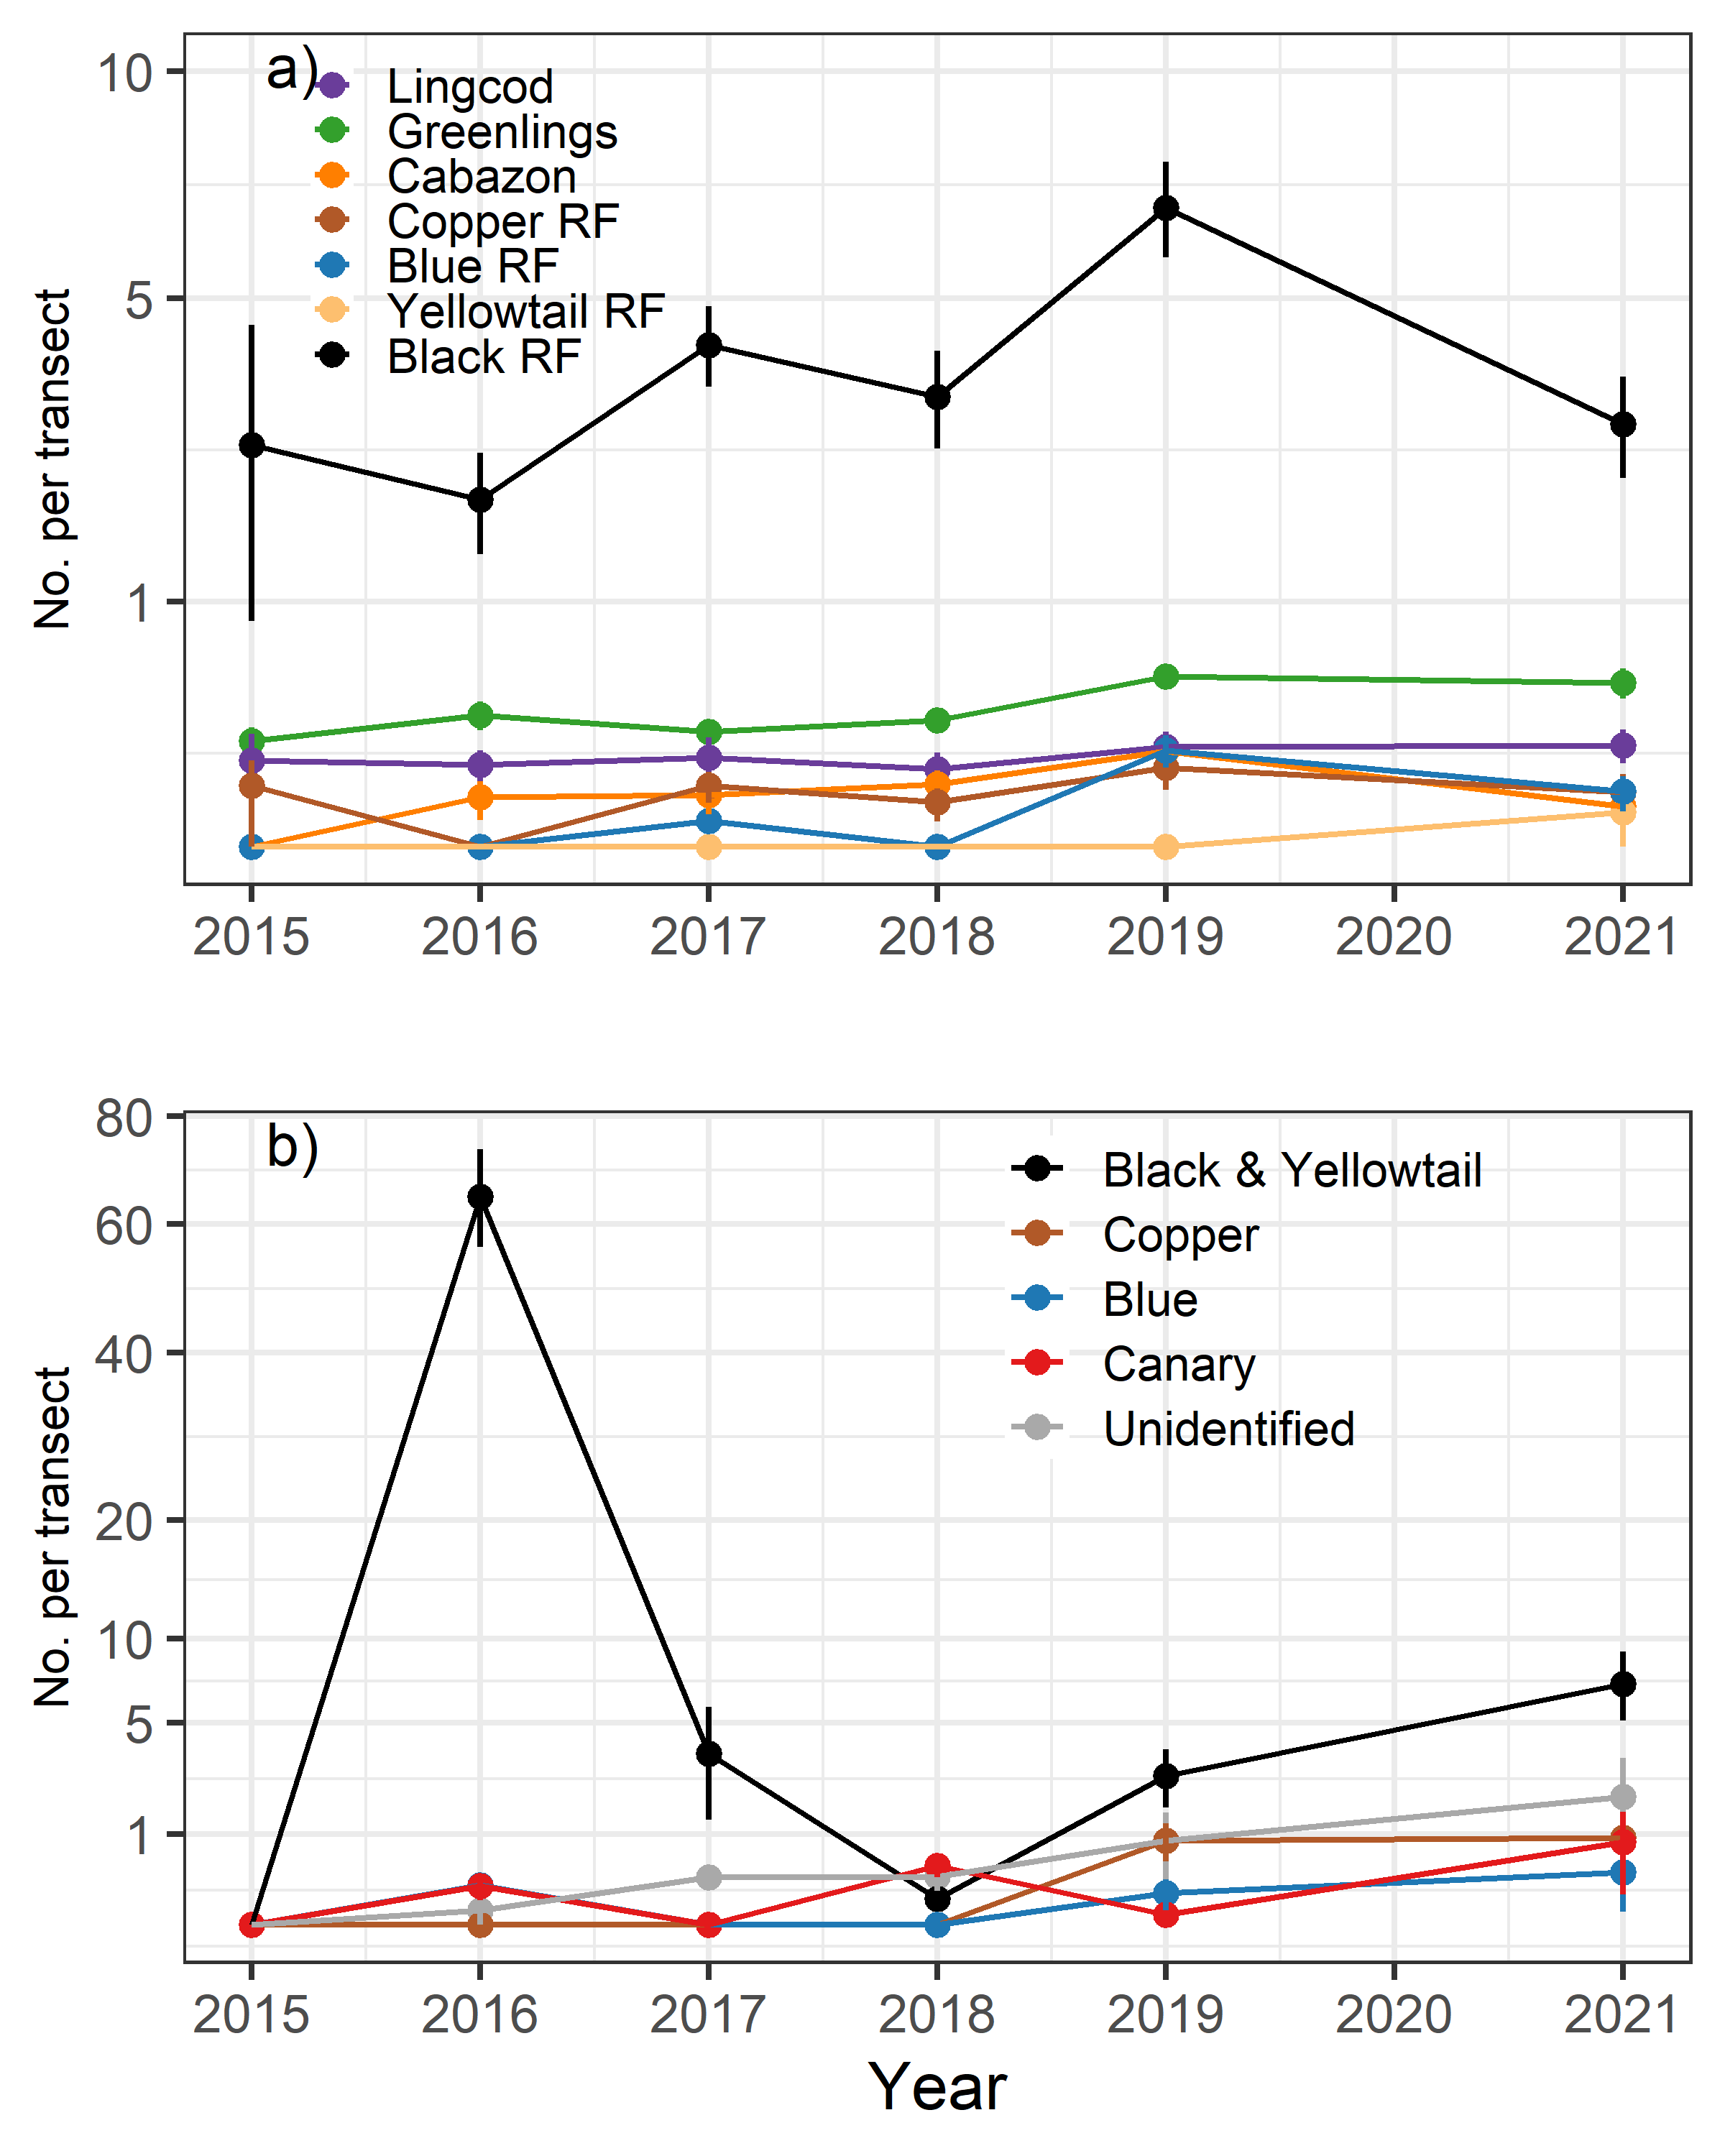 a)
Lingcod
Greenlings
Cabazon
Copper RF
Blue RF
Yellowtail RF
Black RF
10
5
1
No. per transect
2015 2016 2017 2018 2019 2020 2021
b)
Black & Yellowtail
Copper
Blue
Canary
Unidentified
80
60
40
20
10
5
1
No. per transect
2015 2016 2017 2018 2019 2020 2021
Year